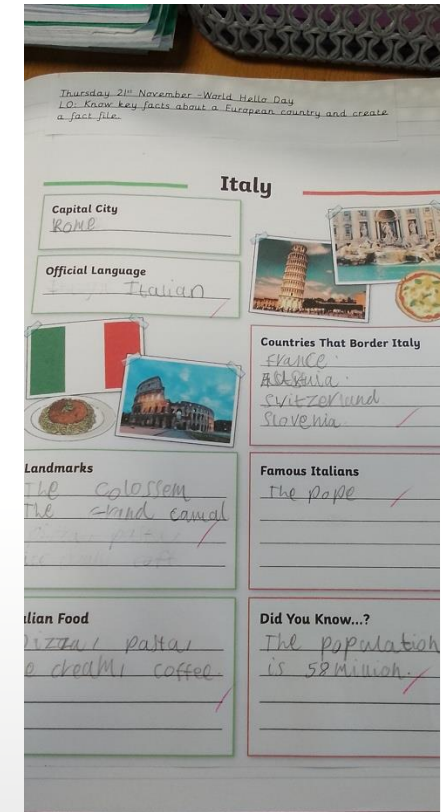 Thursday 21st November - World Hello Day
LO: Know key facts about a European country and create
a fact file.
Italy
Capital City
Rome
Official Language
Italian
Countries That Border Italy
France.
Austria.
Switzerland
Slovenia.
Landmarks
The Colossem
The Grand canal
Famous Italians
The Pope
lian Food
pizza, pasta,
e cream, coffee
Did You Know...?
The population
is 58 million.